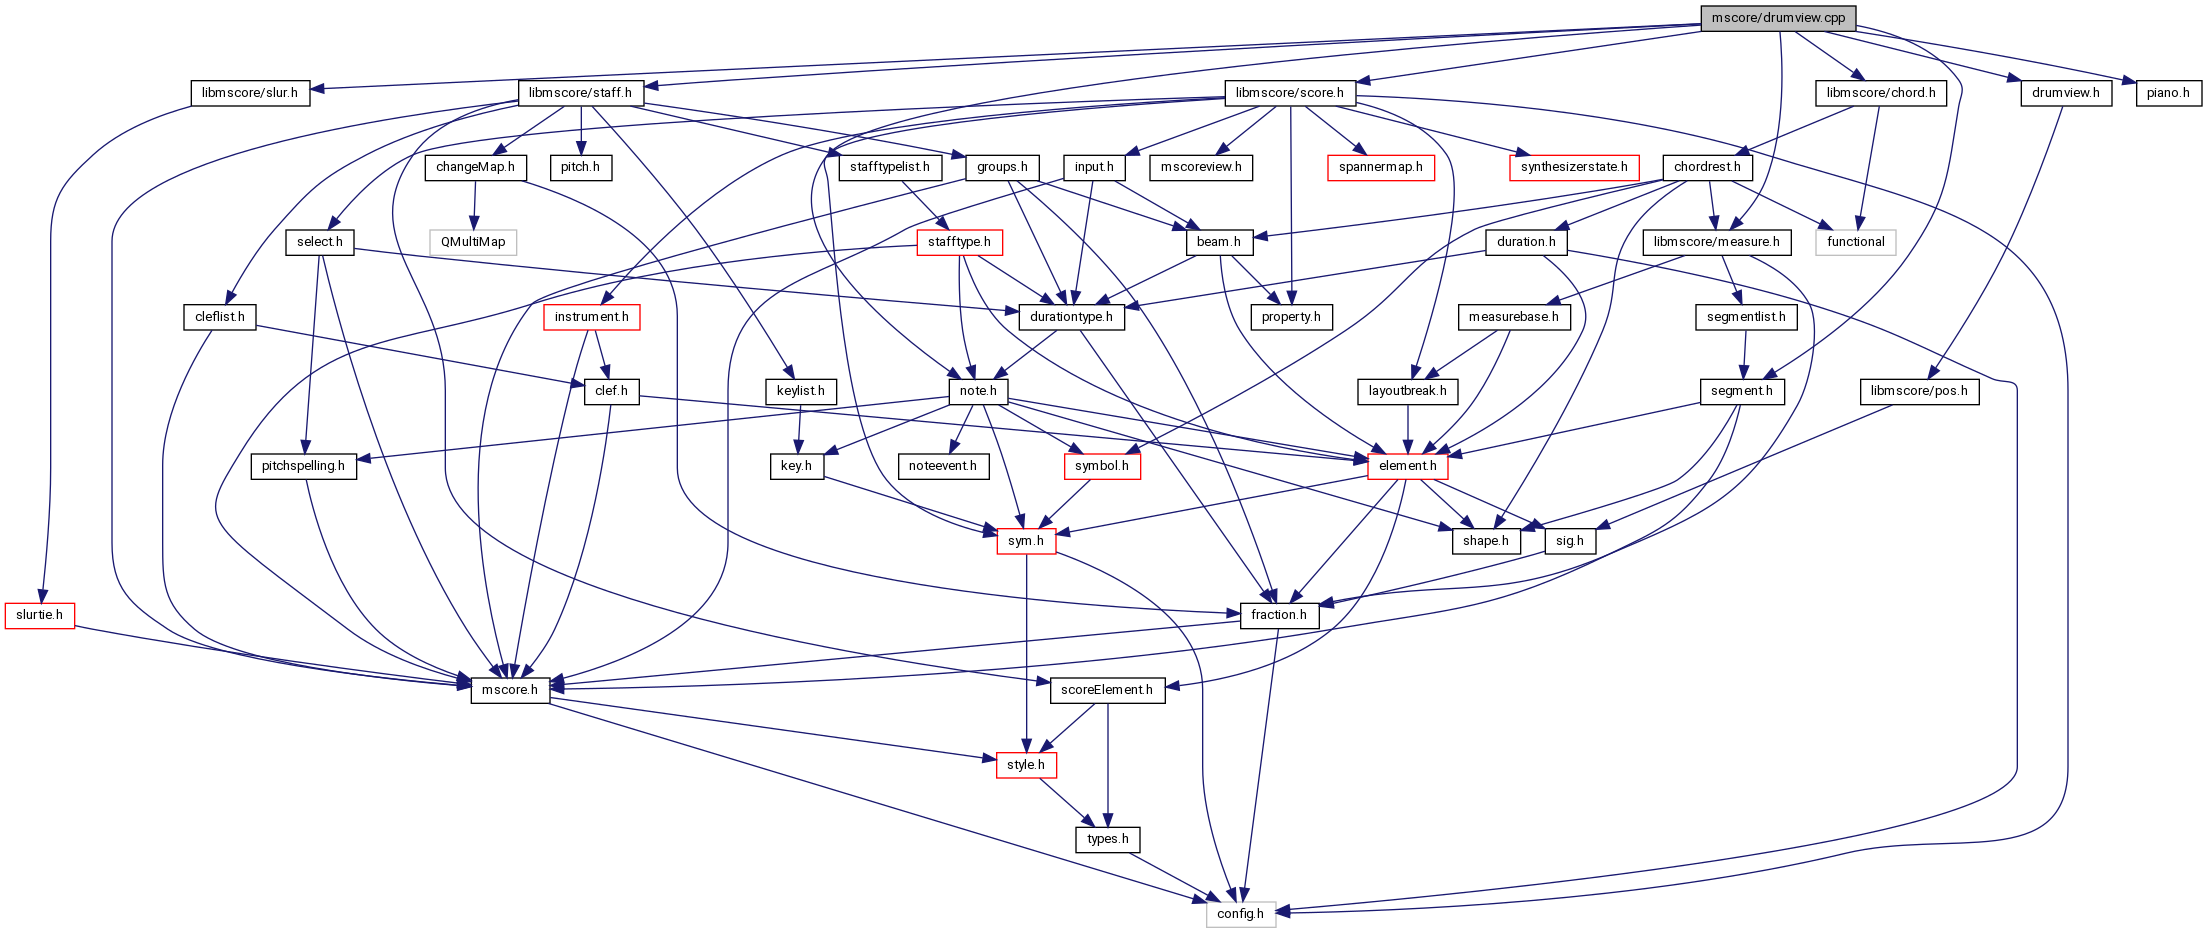 mscore/drumview.cpp
libmscore/slur.h
libmscore/staff.h
libmscore/score.h
libmscore/chord.h
drumview.h
piano.h
changeMap.h
pitch.h
stafftypelist.h
groups.h
input.h
mscoreview.h
spannermap.h
synthesizerstate.h
chordrest.h
select.h
QMultiMap
stafftype.h
beam.h
duration.h
libmscore/measure.h
functional
cleflist.h
instrument.h
durationtype.h
property.h
measurebase.h
segmentlist.h
clef.h
keylist.h
note.h
layoutbreak.h
segment.h
libmscore/pos.h
pitchspelling.h
key.h
noteevent.h
symbol.h
element.h
sym.h
shape.h
sig.h
slurtie.h
fraction.h
mscore.h
scoreElement.h
style.h
types.h
config.h